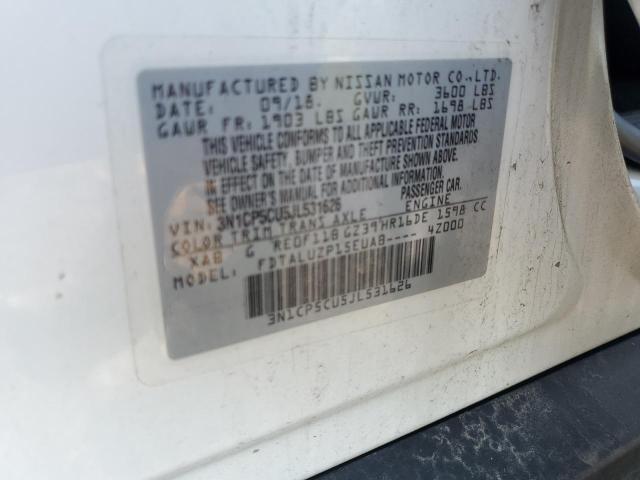 MANUFACTURED BY NISSAN MOTOR CO., LTD.
DATE: 09/18 GVWR: 3600 LBS
GAWR FR: 1903 LBS GAWR RR: 1698 LBS
THIS VEHICLE CONFORMS TO ALL APPLICABLE FEDERAL MOTOR
VEHICLE SAFETY, BUMPER AND THEFT PREVENTION STANDARDS
IN EFFECT ON THE DATE OF MANUFACTURE SHOWN ABOVE.
SEE OWNER'S MANUAL FOR ADDITIONAL INFORMATION
VIN: 3N1CP5CU5JL531626 PASSENGER CAR
COLOR TRIM TRANS AXLE ENGINE
XAB G RE0F11B GZ39 HR16DE 1598 CC
MODEL: FDTALUZP15EUAB---- 4Z000
3N1CP5CU5JL531626